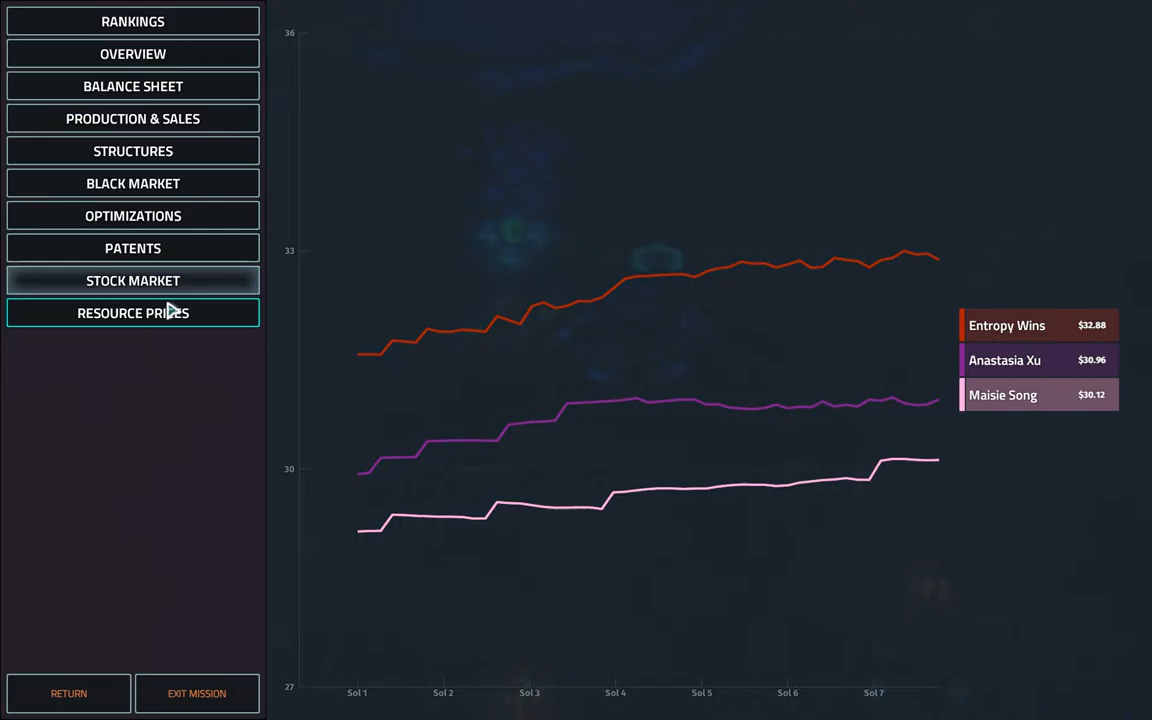 RANKINGS
OVERVIEW
BALANCE SHEET
PRODUCTION & SALES
STRUCTURES
BLACK MARKET
OPTIMIZATIONS
PATENTS
STOCK MARKET
RESOURCE PRICES
RETURN
EXIT MISSION
36
33
30
27
Sol 1
Sol 2
Sol 3
Sol 4
Sol 5
Sol 6
Sol 7
Entropy Wins $32.88
Anastasia Xu $30.96
Maisie Song $30.12